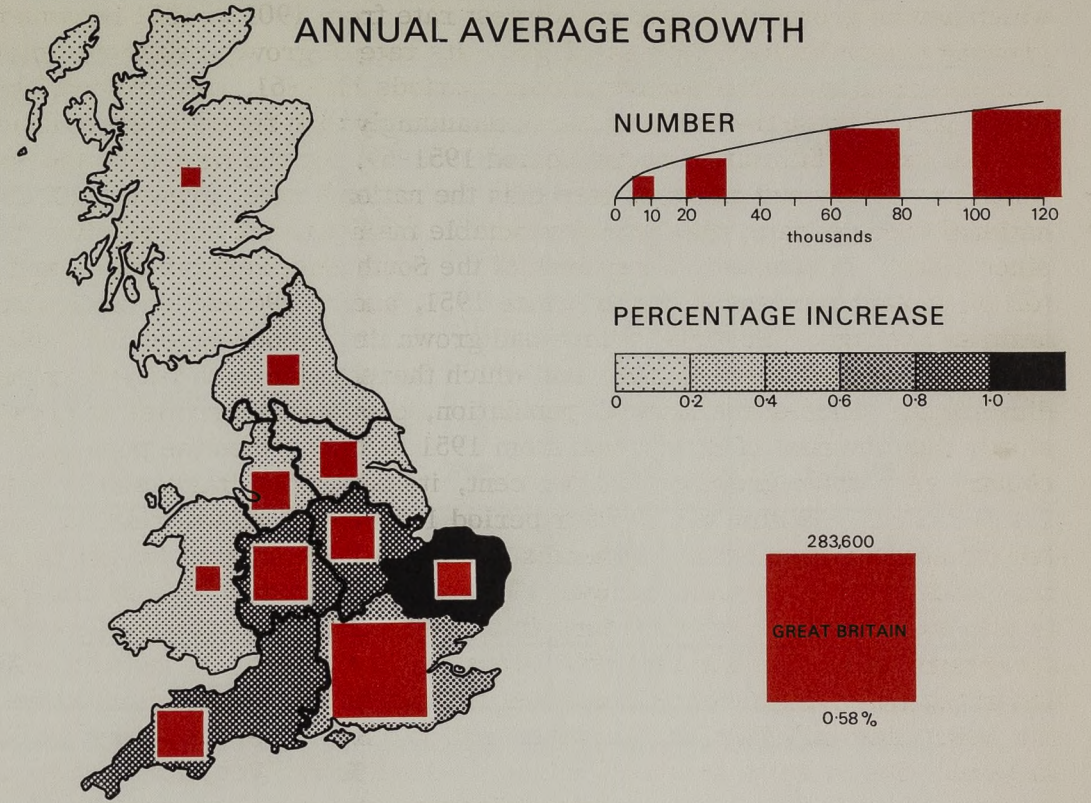 ANNUAL AVERAGE GROWTH
NUMBER
0 10 20 40 60 80 100 120
thousands
PERCENTAGE INCREASE
0 0·2 0·4 0·6 0·8 1·0
283,600
GREAT BRITAIN
0·58%